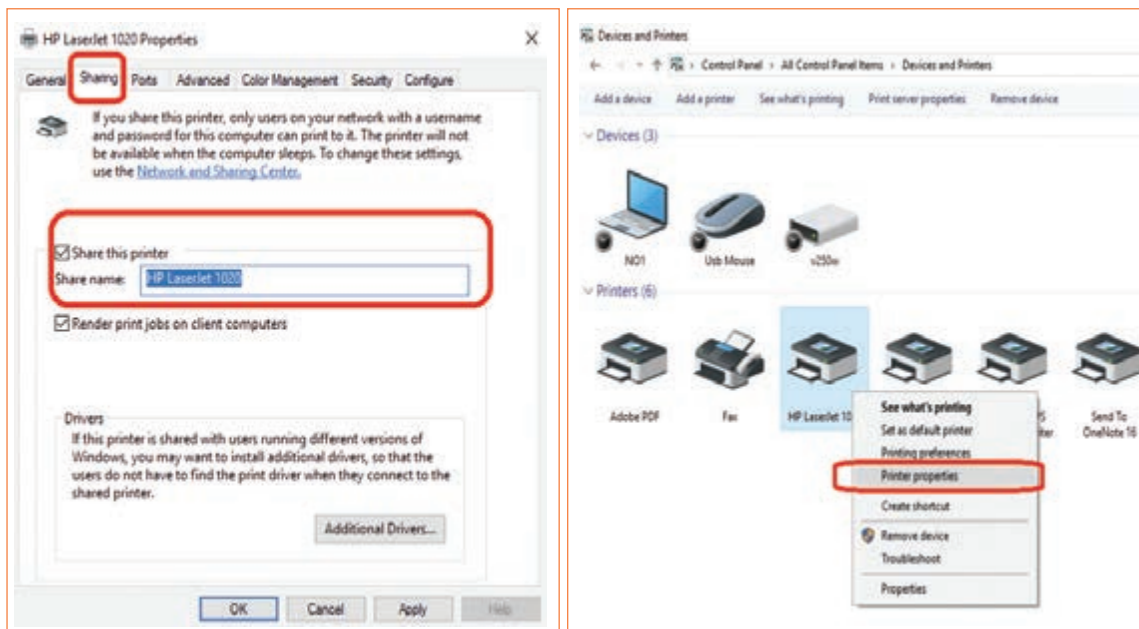 HP LaserJet 1020 Properties
General Sharing Ports Advanced Color Management Security Configure
If you share this printer, only users on your network with a username
and password for this computer can print to it. The printer will not
be available when the computer sleeps. To change these settings,
use the Network and Sharing Center.
Share this printer
Share name: HP LaserJet 1020
Render print jobs on client computers
Drivers
If this printer is shared with users running different versions of
Windows, you may want to install additional drivers, so that the
users do not have to find the print driver when they connect to the
shared printer.
Additional Drivers...
OK Cancel Apply Help
Devices and Printers
Control Panel › All Control Panel Items › Devices and Printers
Add a device Add a printer See what's printing Print server properties Remove device
Devices (3)
NO1 Usb Mouse v250w
Printers (6)
Adobe PDF Fax HP LaserJet 10 Send To
OneNote 16
See what's printing
Set as default printer
Printing preferences
Printer properties
Create shortcut
Remove device
Troubleshoot
Properties